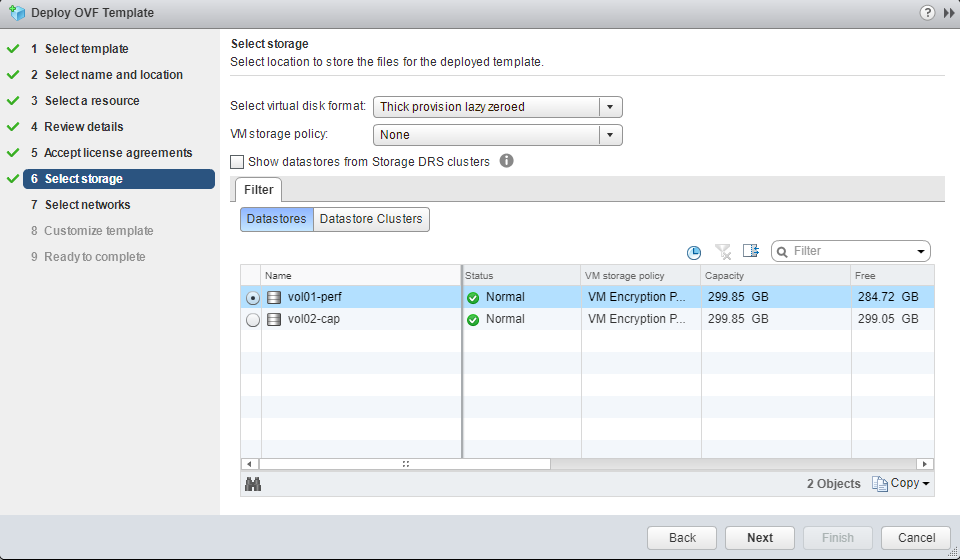 Deploy OVF Template
1 Select template
2 Select name and location
3 Select a resource
4 Review details
5 Accept license agreements
6 Select storage
7 Select networks
8 Customize template
9 Ready to complete
Select storage
Select location to store the files for the deployed template.
Select virtual disk format: Thick provision lazy zeroed
VM storage policy: None
Show datastores from Storage DRS clusters
Filter
Datastores Datastore Clusters
Filter
Name Status VM storage policy Capacity Free
vol01-perf Normal VM Encryption P... 299.85 GB 284.72 GB
vol02-cap Normal VM Encryption P... 299.85 GB 299.05 GB
2 Objects Copy
Back Next Finish Cancel